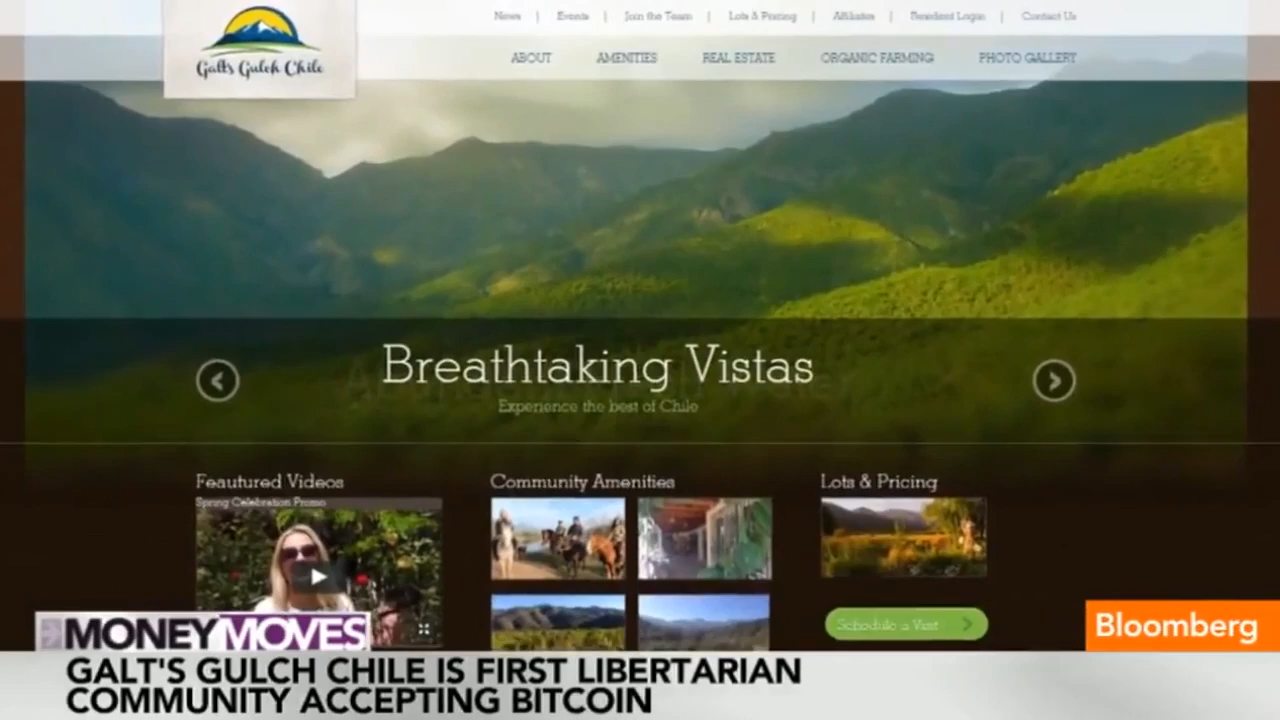 News | Events | Join the Team | Lots & Pricing | Affiliates | Resident Login | Contact Us
Galt's Gulch Chile
ABOUT AMENITIES REAL ESTATE ORGANIC FARMING PHOTO GALLERY
Breathtaking Vistas
Experience the best of Chile
Feautured Videos Community Amenities Lots & Pricing
Spring Celebration Promo
Schedule a Visit
MONEYMOVES
Bloomberg
GALT'S GULCH CHILE IS FIRST LIBERTARIAN
COMMUNITY ACCEPTING BITCOIN